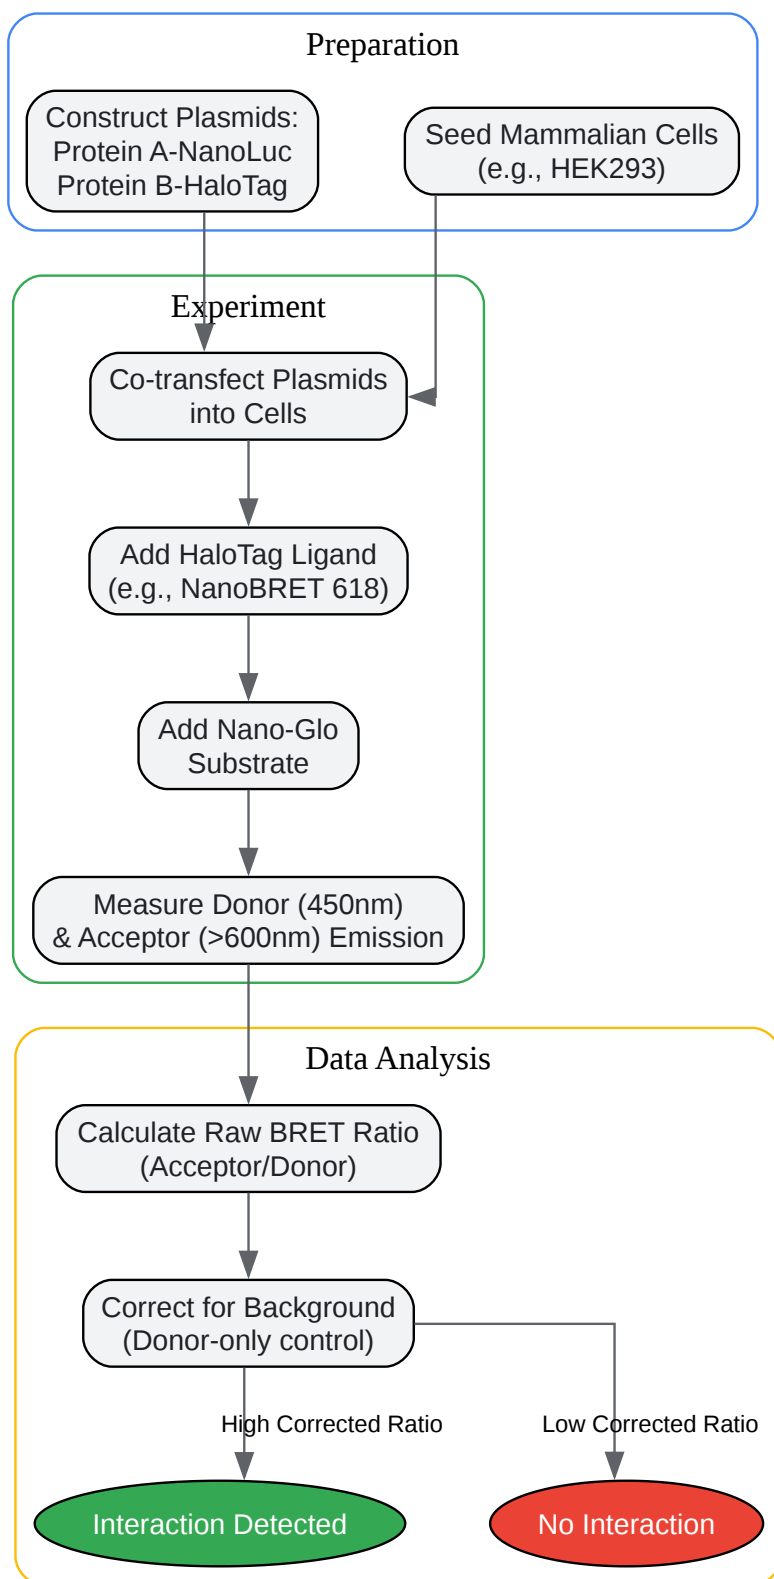 Preparation
Construct Plasmids:
Protein A-NanoLuc
Protein B-HaloTag
Seed Mammalian Cells
(e.g., HEK293)
Experiment
Co-transfect Plasmids
into Cells
Add HaloTag Ligand
(e.g., NanoBRET 618)
Add Nano-Glo
Substrate
Measure Donor (450nm)
& Acceptor (>600nm) Emission
Data Analysis
Calculate Raw BRET Ratio
(Acceptor/Donor)
Correct for Background
(Donor-only control)
High Corrected Ratio
Low Corrected Ratio
Interaction Detected
No Interaction